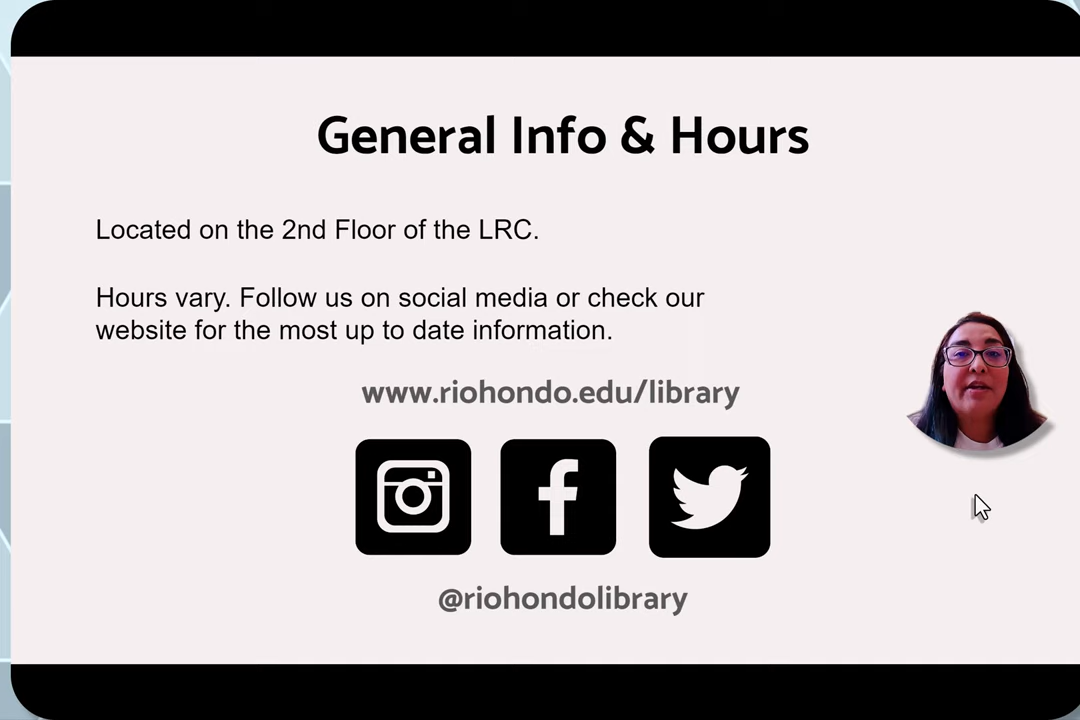 General Info & Hours
Located on the 2nd Floor of the LRC.
Hours vary. Follow us on social media or check our
website for the most up to date information.
www.riohondo.edu/library
@riohondolibrary